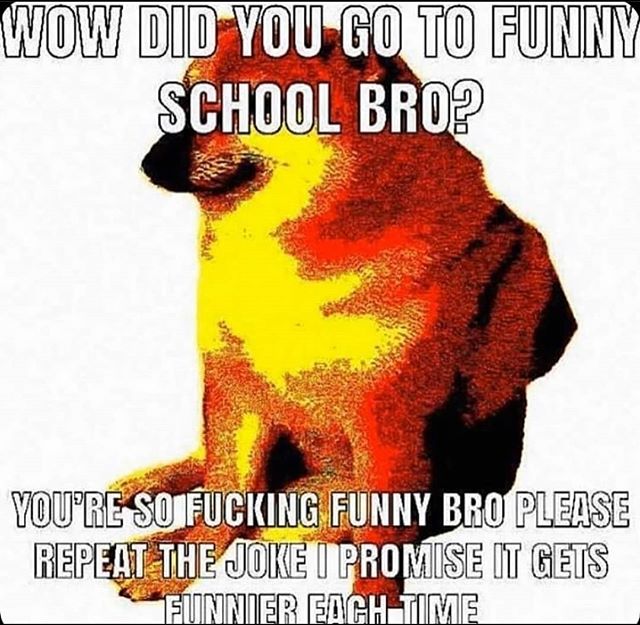 WOW DID YOU GO TO FUNNY
SCHOOL BRO?
YOU'RE SO FUCKING FUNNY BRO PLEASE
REPEAT THE JOKE I PROMISE IT GETS
FUNNIER EACH TIME